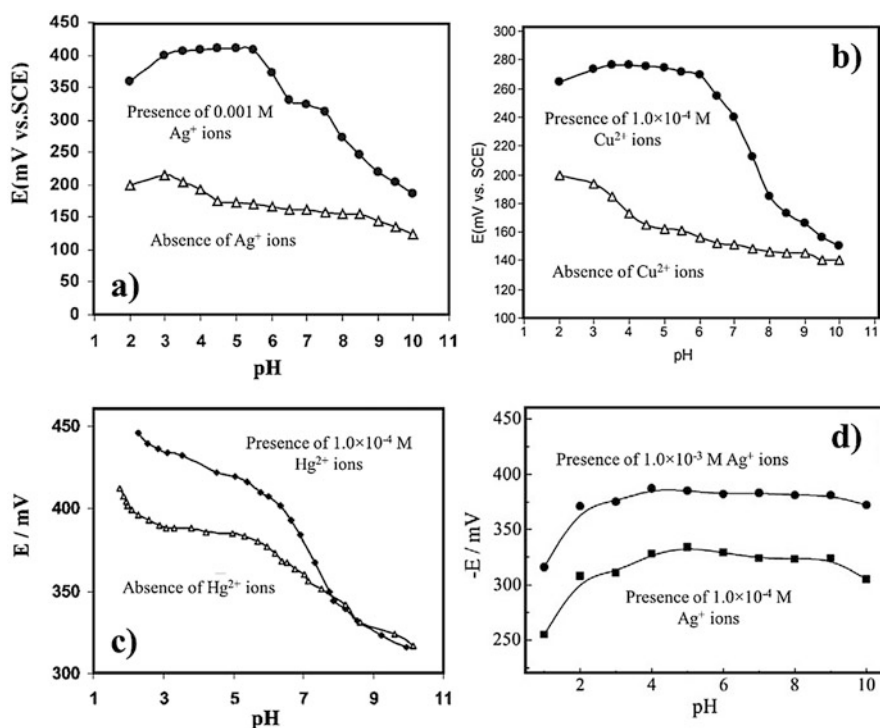 450
400
350
300
250
200
150
100
50
0
E(mV vs.SCE)
Presence of 0.001 M
Ag⁺ ions
Absence of Ag⁺ ions
a)
1 2 3 4 5 6 7 8 9 10 11
pH
300
280
260
240
220
200
180
160
140
120
100
E(mV vs. SCE)
b)
Presence of 1.0×10⁻⁴ M
Cu²⁺ ions
Absence of Cu²⁺ ions
1 2 3 4 5 6 7 8 9 10 11
pH
450
400
350
300
E / mV
Presence of 1.0×10⁻⁴ M
Hg²⁺ ions
Absence of Hg²⁺ ions
c)
1 3 5 7 9 11
pH
450
400
350
300
250
-E / mV
d)
Presence of 1.0×10⁻³ M Ag⁺ ions
Presence of 1.0×10⁻⁴ M
Ag⁺ ions
2 4 6 8 10
pH